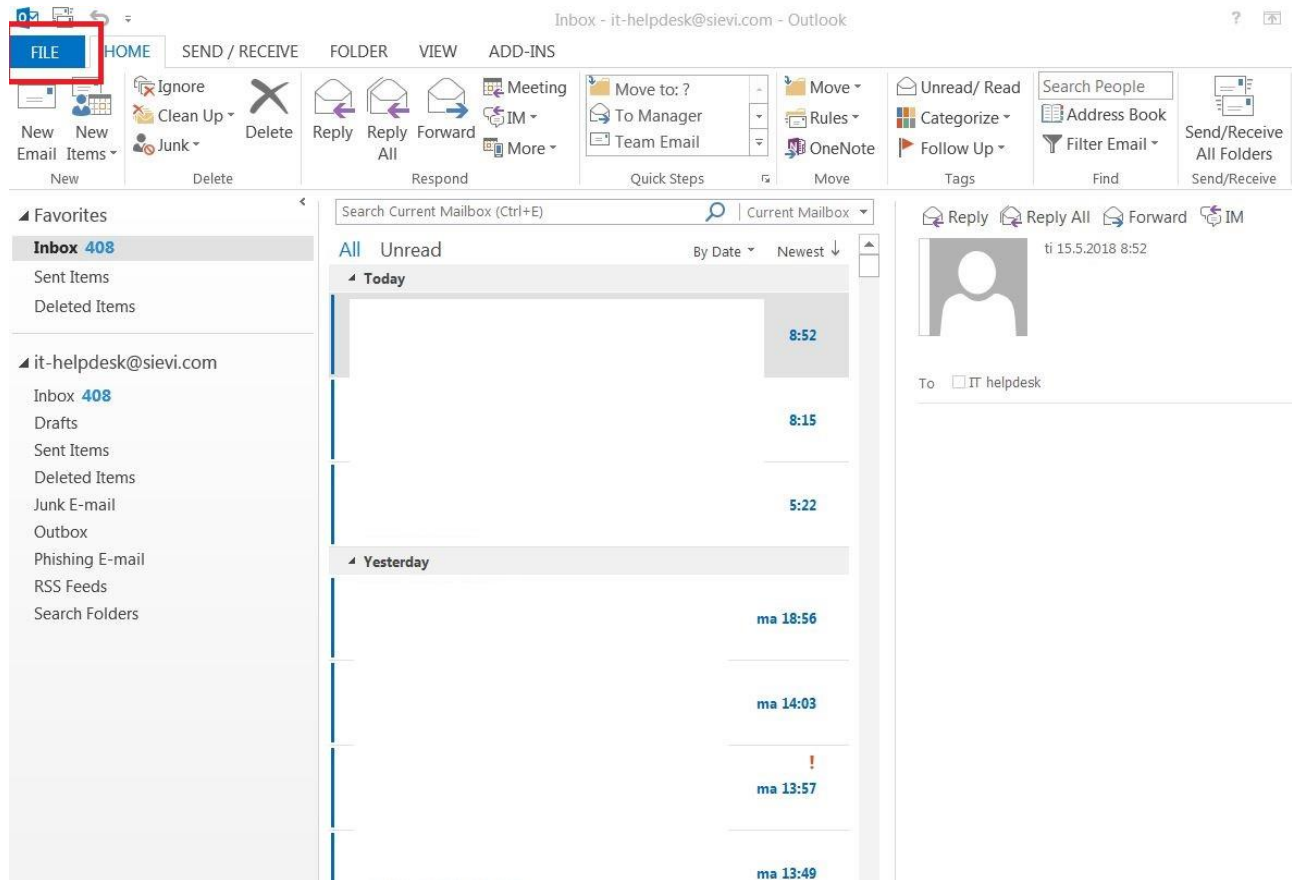 Inbox - it-helpdesk@sievi.com - Outlook
?
FILE HOME SEND / RECEIVE FOLDER VIEW ADD-INS
New Email
New Items
New
Ignore
Clean Up
Junk
Delete
Delete
Reply
Reply All
Forward
Meeting
IM
More
Respond
Move to: ?
To Manager
Team Email
Quick Steps
Move
Rules
OneNote
Move
Unread/ Read
Categorize
Follow Up
Tags
Search People
Address Book
Filter Email
Find
Send/Receive
All Folders
Send/Receive
Favorites
Inbox 408
Sent Items
Deleted Items
it-helpdesk@sievi.com
Inbox 408
Drafts
Sent Items
Deleted Items
Junk E-mail
Outbox
Phishing E-mail
RSS Feeds
Search Folders
Search Current Mailbox (Ctrl+E) Current Mailbox
All Unread By Date Newest
Today
8:52
8:15
5:22
Yesterday
ma 18:56
ma 14:03
!
ma 13:57
ma 13:49
Reply Reply All Forward IM
ti 15.5.2018 8:52
To IT helpdesk